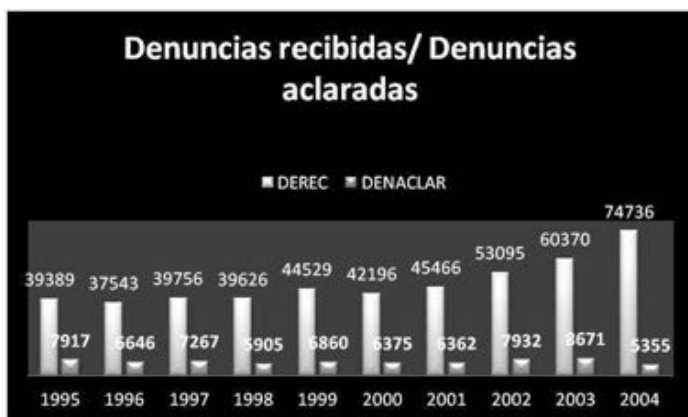 Denuncias recibidas/ Denuncias
aclaradas
DEREC DENACLAR
39389 37543 39756 39626 44529 42196 45466 53095 60370 74736
7917 6646 7267 5905 6860 6375 6362 7932 8671 5355
1995 1996 1997 1998 1999 2000 2001 2002 2003 2004